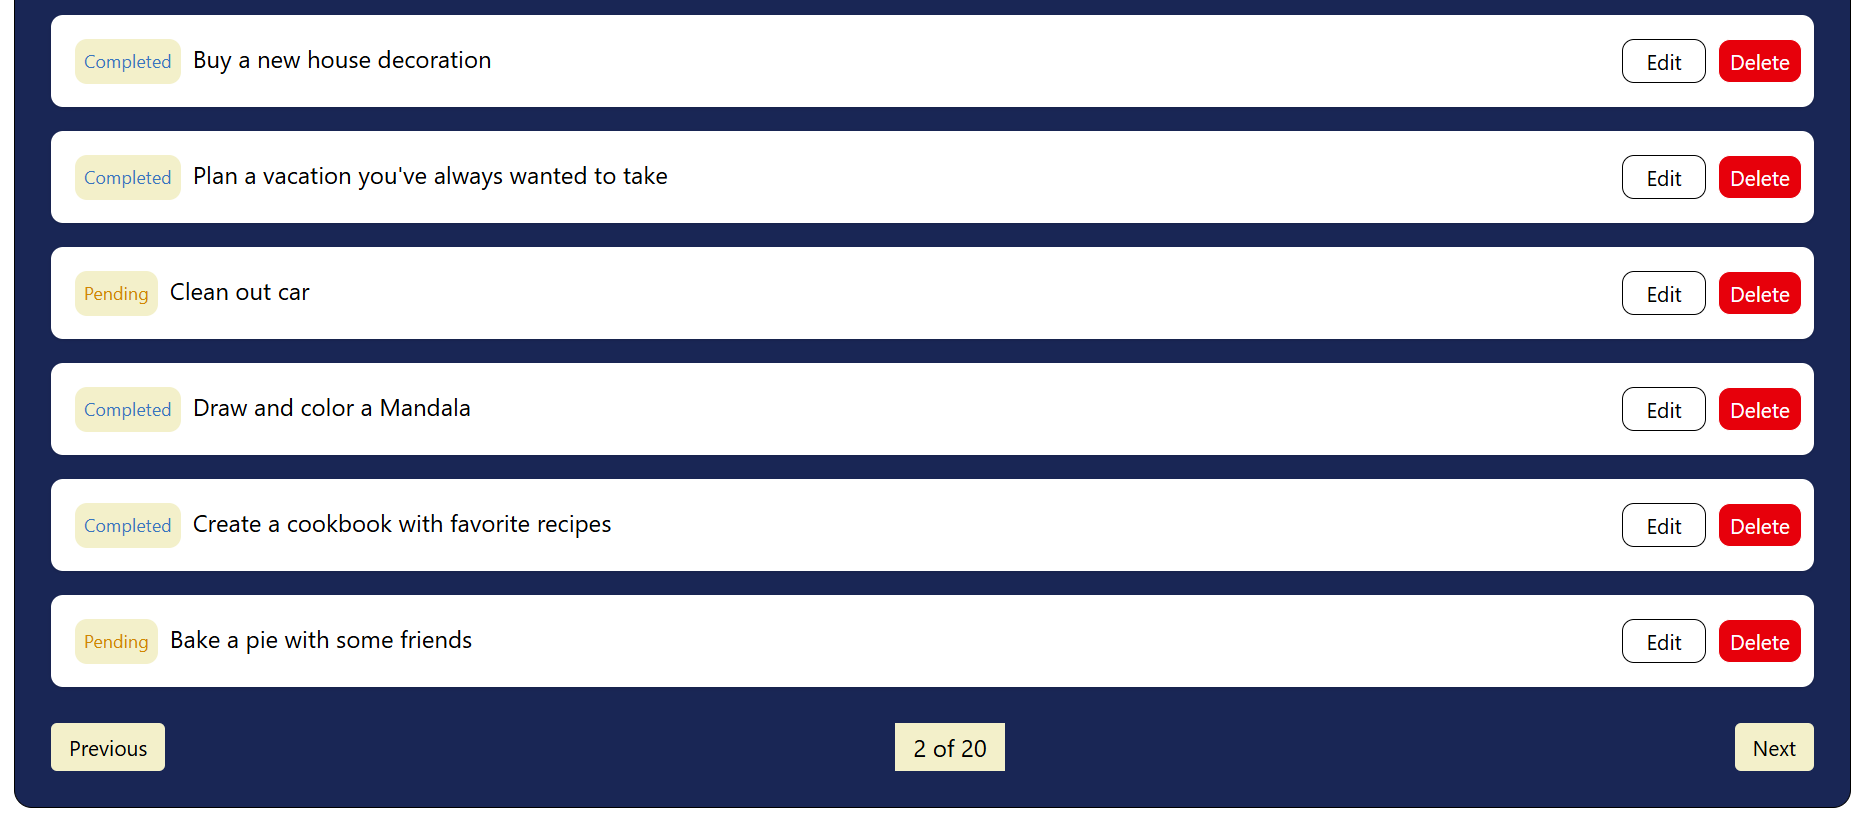 Completed Buy a new house decoration Edit Delete
Completed Plan a vacation you've always wanted to take Edit Delete
Pending Clean out car Edit Delete
Completed Draw and color a Mandala Edit Delete
Completed Create a cookbook with favorite recipes Edit Delete
Pending Bake a pie with some friends Edit Delete
Previous 2 of 20 Next